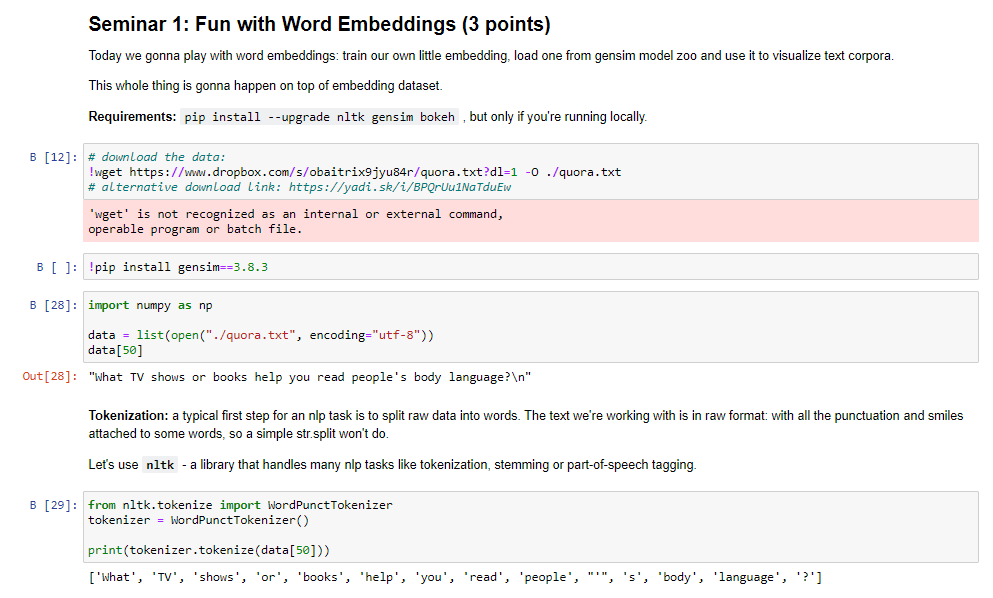 Seminar 1: Fun with Word Embeddings (3 points)
Today we gonna play with word embeddings: train our own little embedding, load one from gensim model zoo and use it to visualize text corpora.
This whole thing is gonna happen on top of embedding dataset.
Requirements: pip install --upgrade nltk gensim bokeh , but only if you're running locally.
B [12]: # download the data:
!wget https://www.dropbox.com/s/obaitrix9jyu84r/quora.txt?dl=1 -O ./quora.txt
# alternative download link: https://yadi.sk/i/BPQrUu1NaTduEw
'wget' is not recognized as an internal or external command,
operable program or batch file.
B [ ]: !pip install gensim==3.8.3
B [28]: import numpy as np
data = list(open("./quora.txt", encoding="utf-8"))
data[50]
Out[28]: "What TV shows or books help you read people's body language?\n"
Tokenization: a typical first step for an nlp task is to split raw data into words. The text we're working with is in raw format: with all the punctuation and smiles
attached to some words, so a simple str.split won't do.
Let's use nltk - a library that handles many nlp tasks like tokenization, stemming or part-of-speech tagging.
B [29]: from nltk.tokenize import WordPunctTokenizer
tokenizer = WordPunctTokenizer()
print(tokenizer.tokenize(data[50]))
['What', 'TV', 'shows', 'or', 'books', 'help', 'you', 'read', 'people', "'", 's', 'body', 'language', '?']